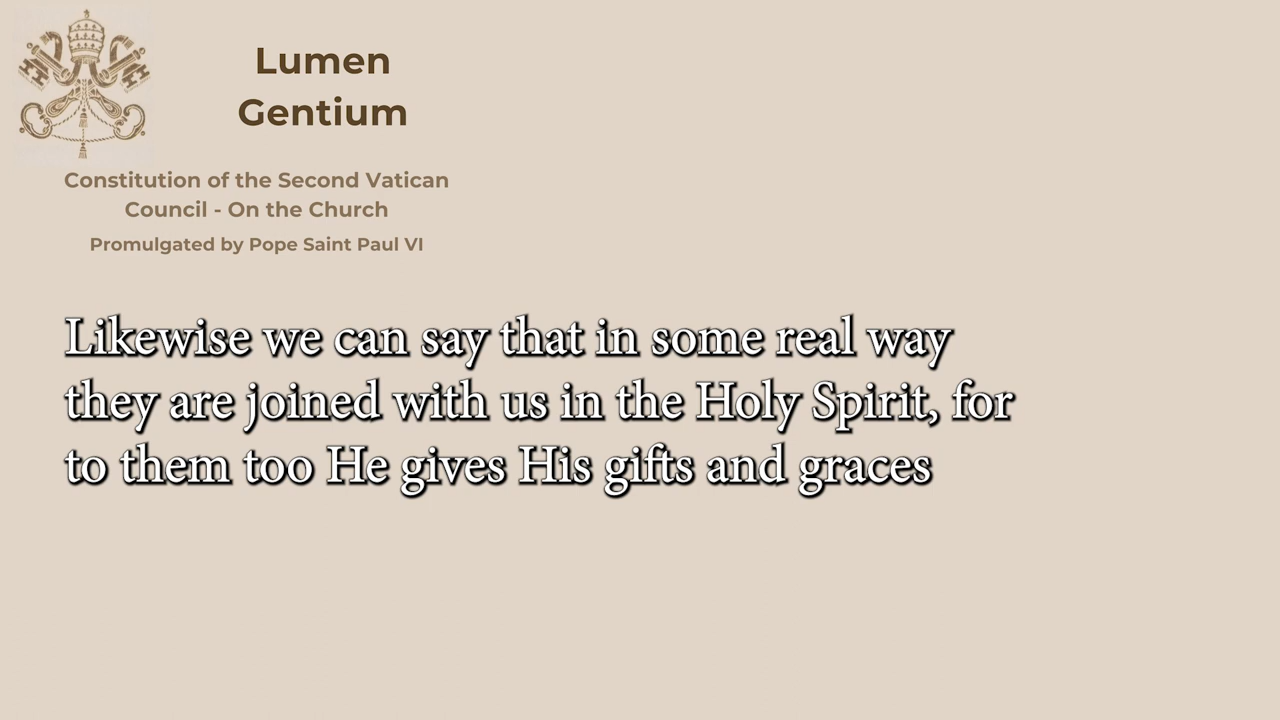 Lumen
Gentium
Constitution of the Second Vatican
Council - On the Church
Promulgated by Pope Saint Paul VI
Likewise we can say that in some real way
they are joined with us in the Holy Spirit, for
to them too He gives His gifts and graces